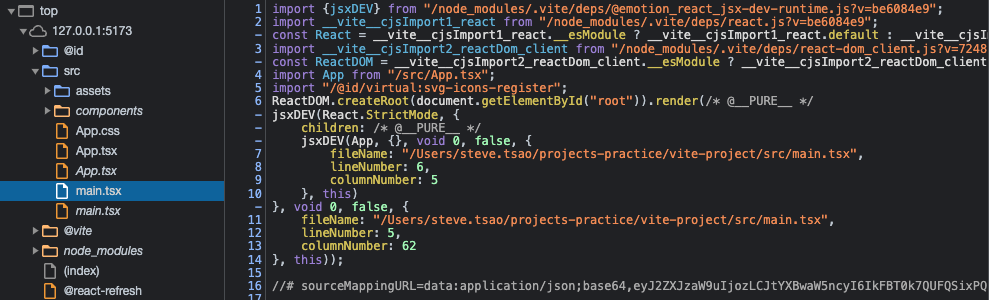 top
127.0.0.1:5173
@id
src
assets
components
App.css
App.tsx
App.tsx
main.tsx
main.tsx
@vite
node_modules
(index)
@react-refresh
1 import {jsxDEV} from "/node_modules/.vite/deps/@emotion_react_jsx-dev-runtime.js?v=be6084e9";
2 import __vite__cjsImport1_react from "/node_modules/.vite/deps/react.js?v=be6084e9";
– const React = __vite__cjsImport1_react.__esModule ? __vite__cjsImport1_react.default : __vite__cjsI
3 import __vite__cjsImport2_reactDom_client from "/node_modules/.vite/deps/react-dom_client.js?v=7248
– const ReactDOM = __vite__cjsImport2_reactDom_client.__esModule ? __vite__cjsImport2_reactDom_client
4 import App from "/src/App.tsx";
5 import "/@id/virtual:svg-icons-register";
6 ReactDOM.createRoot(document.getElementById("root")).render(/* @__PURE__ */
– jsxDEV(React.StrictMode, {
– children: /* @__PURE__ */
– jsxDEV(App, {}, void 0, false, {
7 fileName: "/Users/steve.tsao/projects-practice/vite-project/src/main.tsx",
8 lineNumber: 6,
9 columnNumber: 5
10 }, this)
– }, void 0, false, {
11 fileName: "/Users/steve.tsao/projects-practice/vite-project/src/main.tsx",
12 lineNumber: 5,
13 columnNumber: 62
14 }, this));
15
16 //# sourceMappingURL=data:application/json;base64,eyJ2ZXJzaW9uIjozLCJtYXBwaW5ncyI6IkFBT0k7QUFQSixPQ